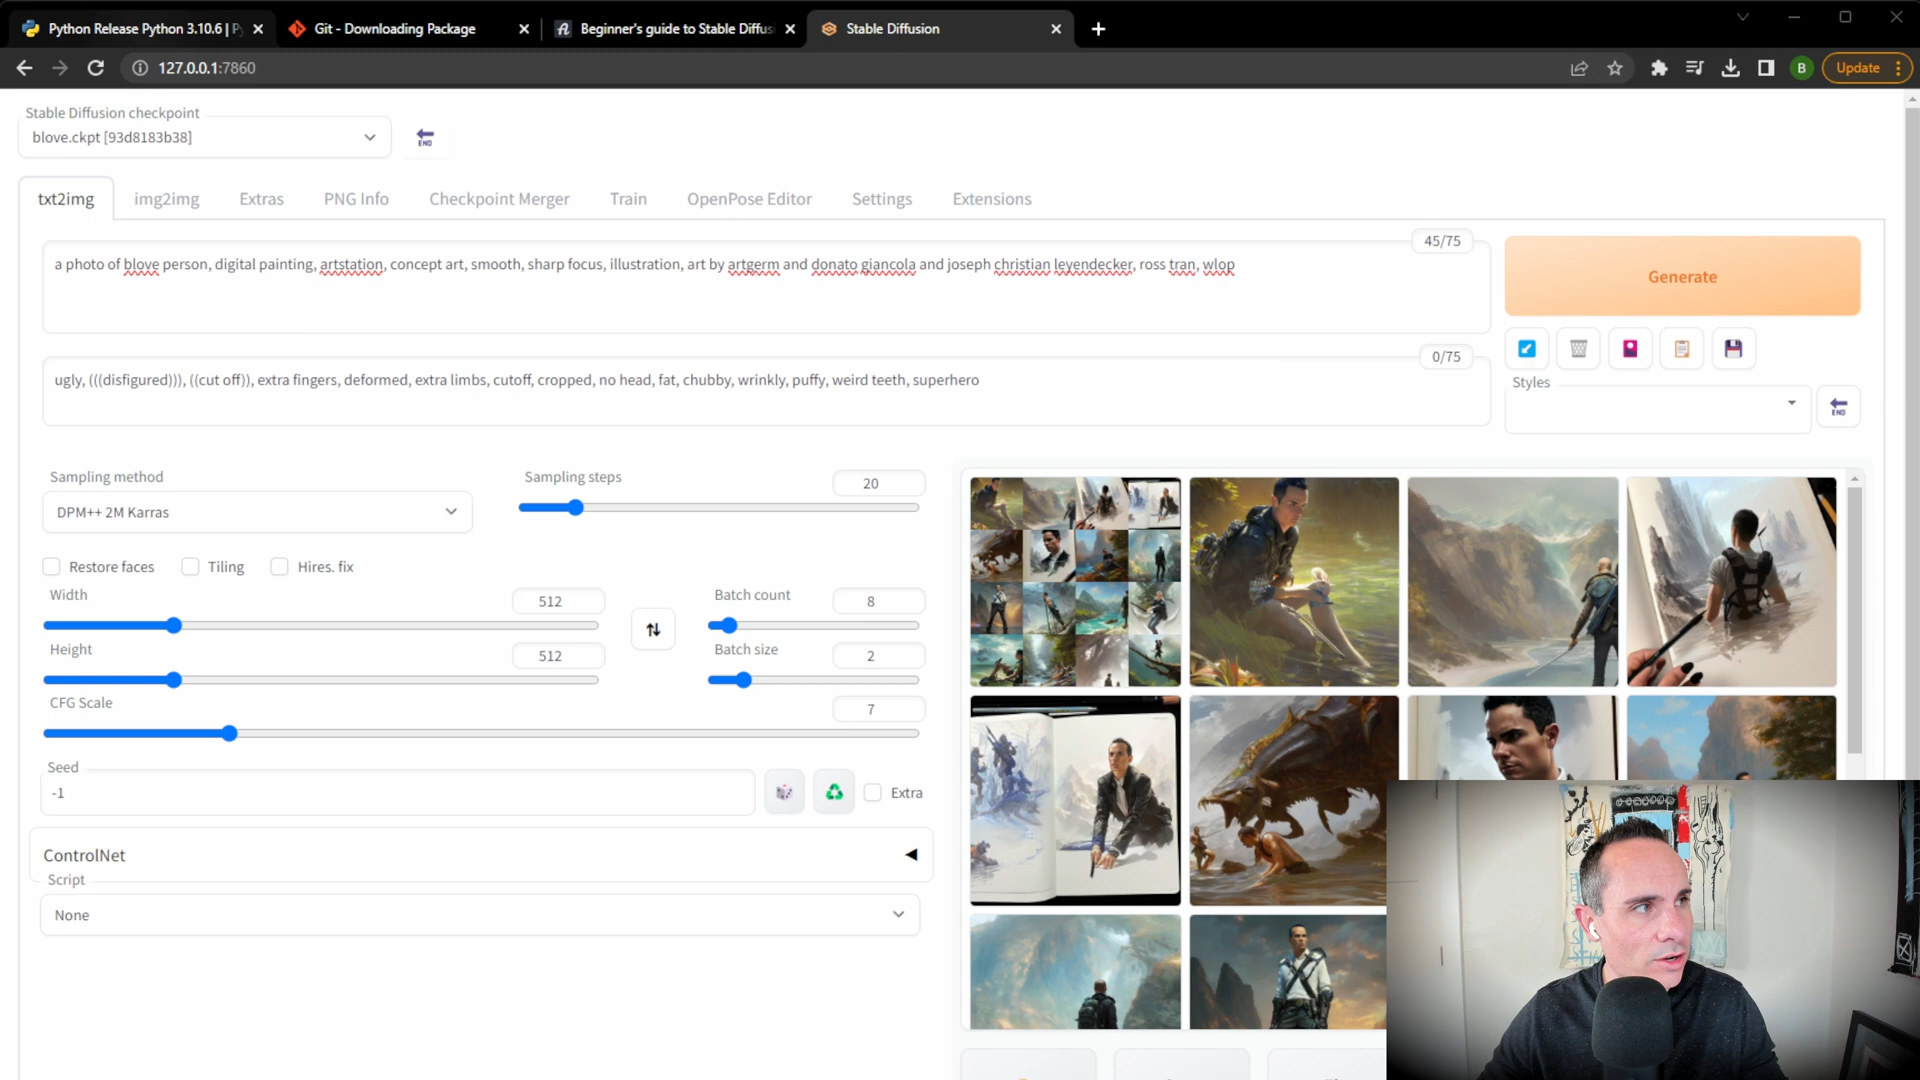 Python Release Python 3.10.6 | Py
Git - Downloading Package
Beginner's guide to Stable Diffus
Stable Diffusion
127.0.0.1:7860
B
Update
Stable Diffusion checkpoint
blove.ckpt [93d8183b38]
END
txt2img
img2img
Extras
PNG Info
Checkpoint Merger
Train
OpenPose Editor
Settings
Extensions
45/75
a photo of blove person, digital painting, artstation, concept art, smooth, sharp focus, illustration, art by artgerm and donato giancola and joseph christian leyendecker, ross tran, wlop
Generate
0/75
ugly, (((disfigured))), ((cut off)), extra fingers, deformed, extra limbs, cutoff, cropped, no head, fat, chubby, wrinkly, puffy, weird teeth, superhero
Styles
END
Sampling method
DPM++ 2M Karras
Sampling steps
20
Restore faces
Tiling
Hires. fix
Width
512
Batch count
8
Height
512
Batch size
2
CFG Scale
7
Seed
-1
Extra
ControlNet
Script
None